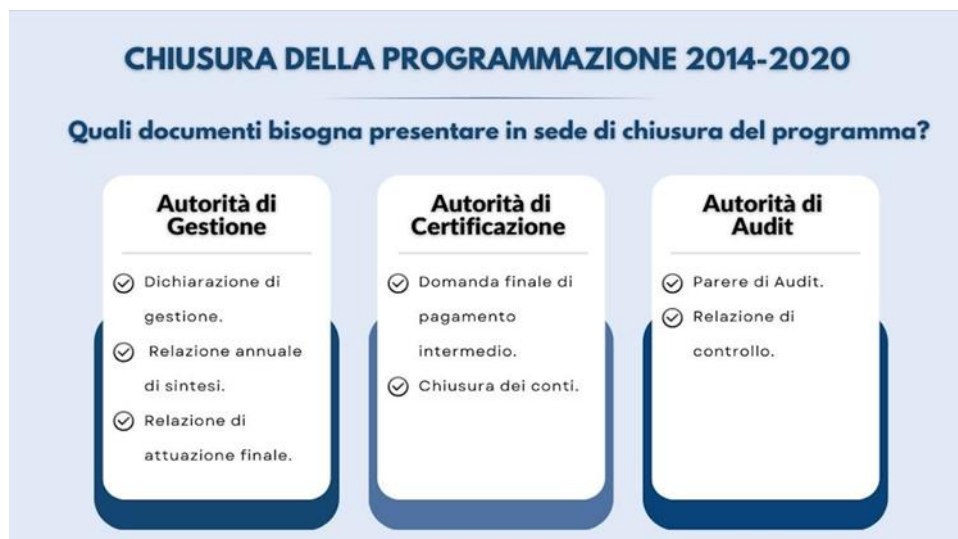 CHIUSURA DELLA PROGRAMMAZIONE 2014-2020
Quali documenti bisogna presentare in sede di chiusura del programma?
Autorità di
Gestione
Dichiarazione di
gestione.
Relazione annuale
di sintesi.
Relazione di
attuazione finale.
Autorità di
Certificazione
Domanda finale di
pagamento
intermedio.
Chiusura dei conti.
Autorità di
Audit
Parere di Audit.
Relazione di
controllo.